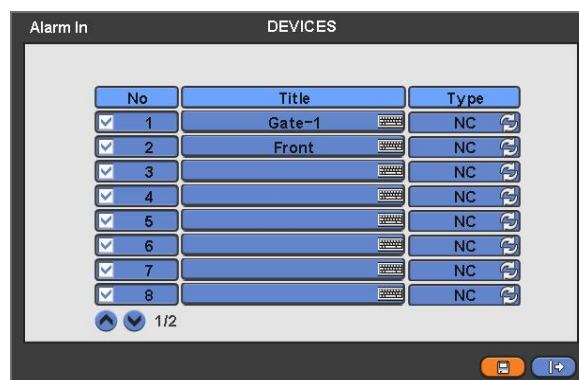 Alarm In DEVICES
No Title Type
1 Gate-1 NC
2 Front NC
3 NC
4 NC
5 NC
6 NC
7 NC
8 NC
1/2